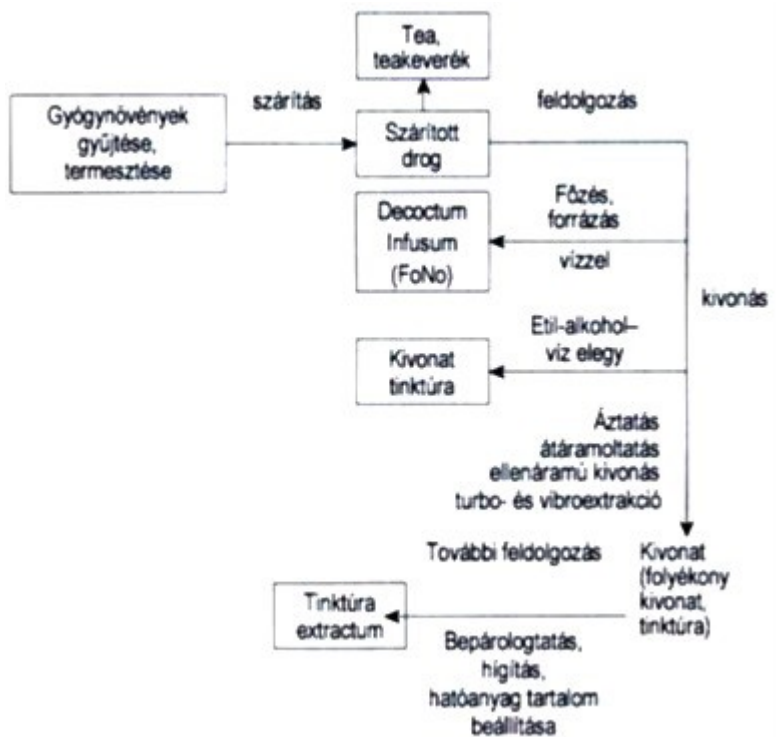 Tea,
teakeverék
Gyógynövények
gyűjtése,
termesztése
szárítás
Szárított
drog
feldolgozás
Decoctum
Infusum
(FoNo)
Főzés,
forrázás
vízzel
kivonás
Kivonat
tinktúra
Etil-alkohol–
víz elegy
Áztatás
átáramoltatás
ellenáramú kivonás
turbo- és vibroextrakció
További feldolgozás
Kivonat
(folyékony
kivonat,
tinktúra)
Tinktúra
extractum
Bepárologtatás,
hígítás,
hatóanyag tartalom
beállítása